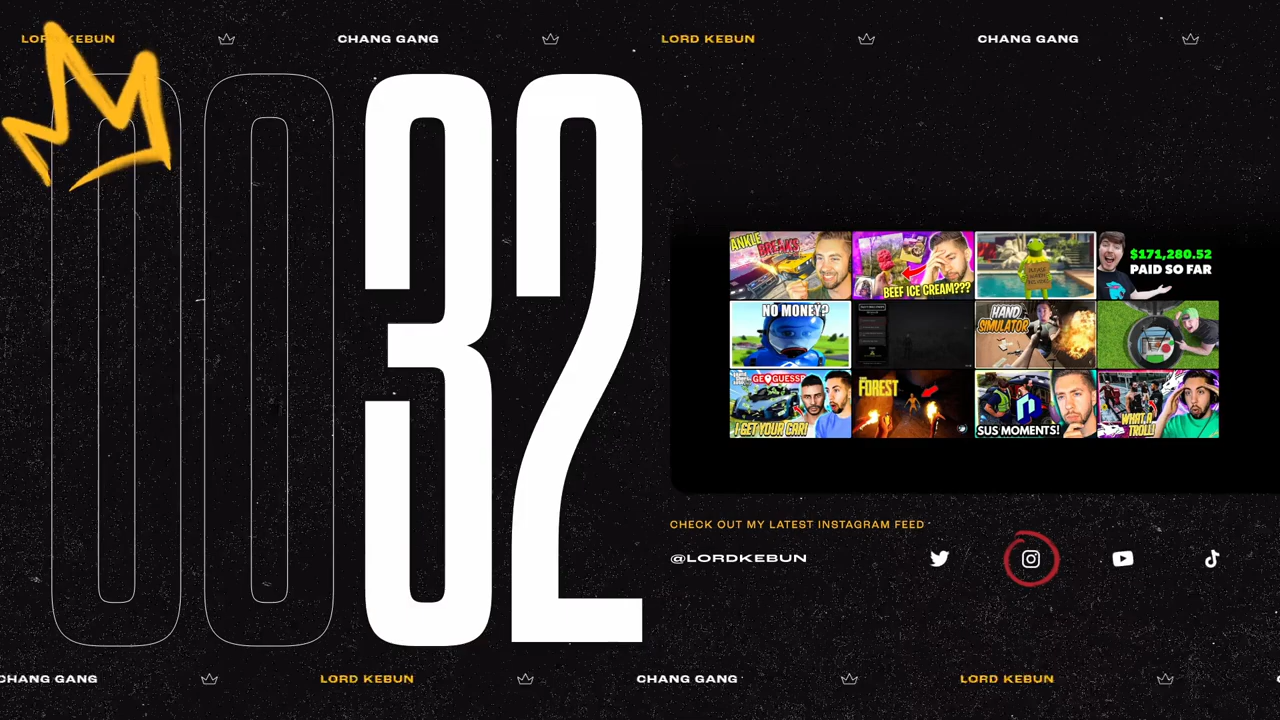 LORD KEBUN CHANG GANG LORD KEBUN CHANG GANG
0032
ANKLE BREAKS
BEEF ICE CREAM???
$171,280.52
PAID SO FAR
NO MONEY?
HAND
SIMULATOR
GEOGUESSR
I GET YOUR CAR!
THE
FOREST
SUS MOMENTS!
WHAT A
TROLL!
CHECK OUT MY LATEST INSTAGRAM FEED
@LORDKEBUN
CHANG GANG LORD KEBUN CHANG GANG LORD KEBUN